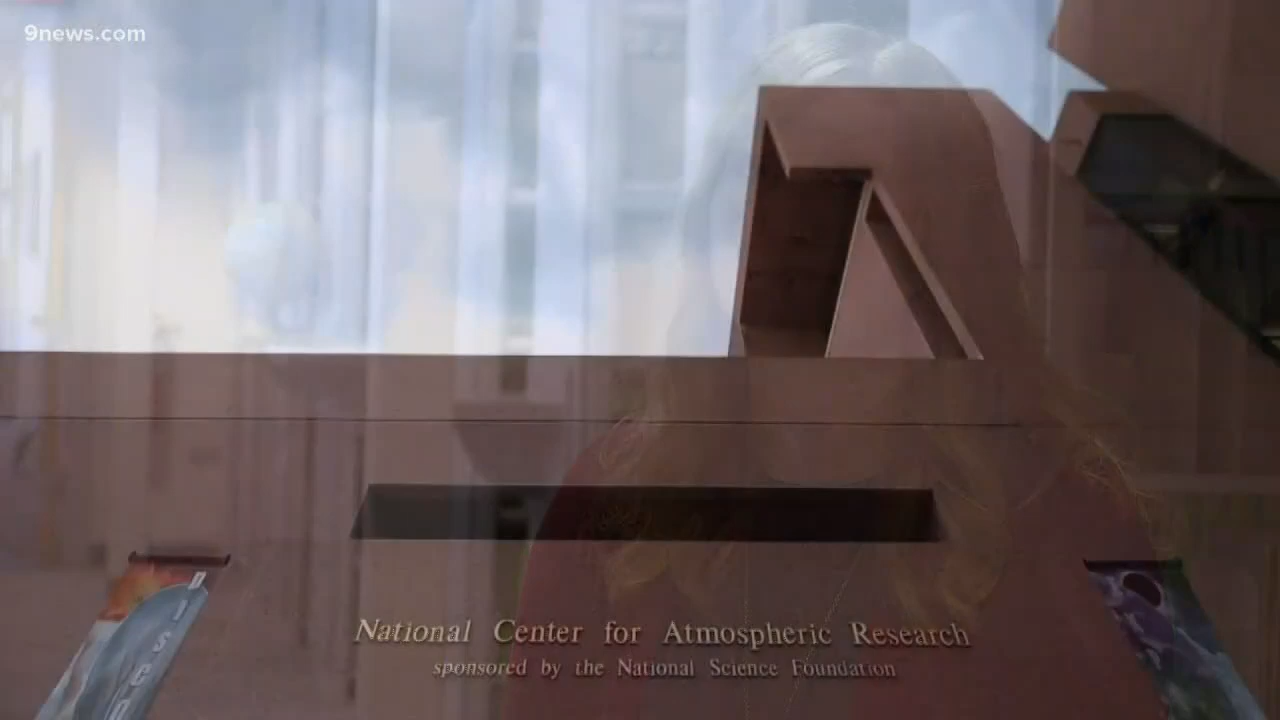 9news.com
National Center for Atmospheric Research
sponsored by the National Science Foundation